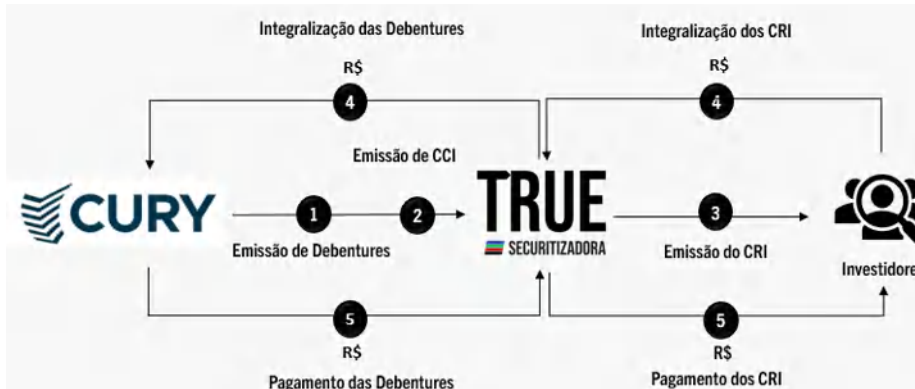 Integralização das Debentures
R$
4
Integralização dos CRI
R$
4
Emissão de CCI
CURY
1
2
Emissão de Debentures
TRUE
SECURITIZADORA
3
Emissão do CRI
Investidore
5
R$
Pagamento das Debentures
5
R$
Pagamento dos CRI